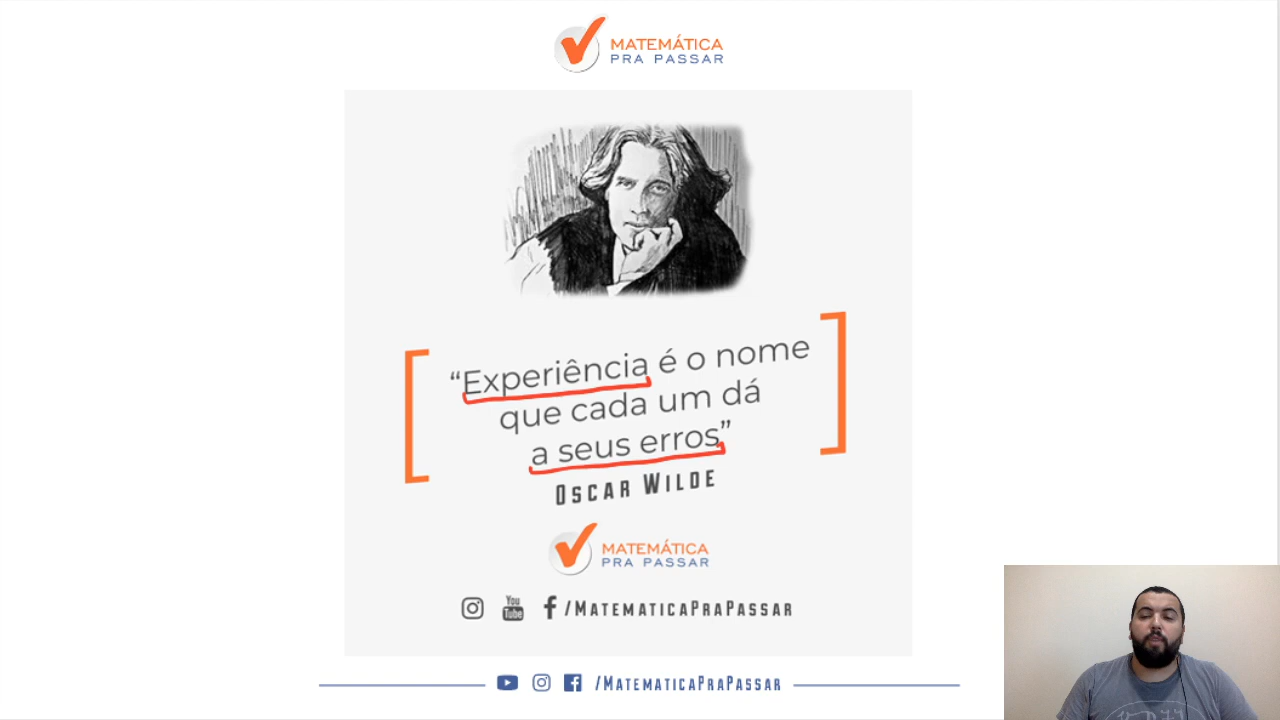 MATEMÁTICA
PRA PASSAR
“Experiência é o nome
que cada um dá
a seus erros”
OSCAR WILDE
MATEMÁTICA
PRA PASSAR
You
Tube
/MATEMATICAPRAPASSAR
/MATEMATICAPRAPASSAR